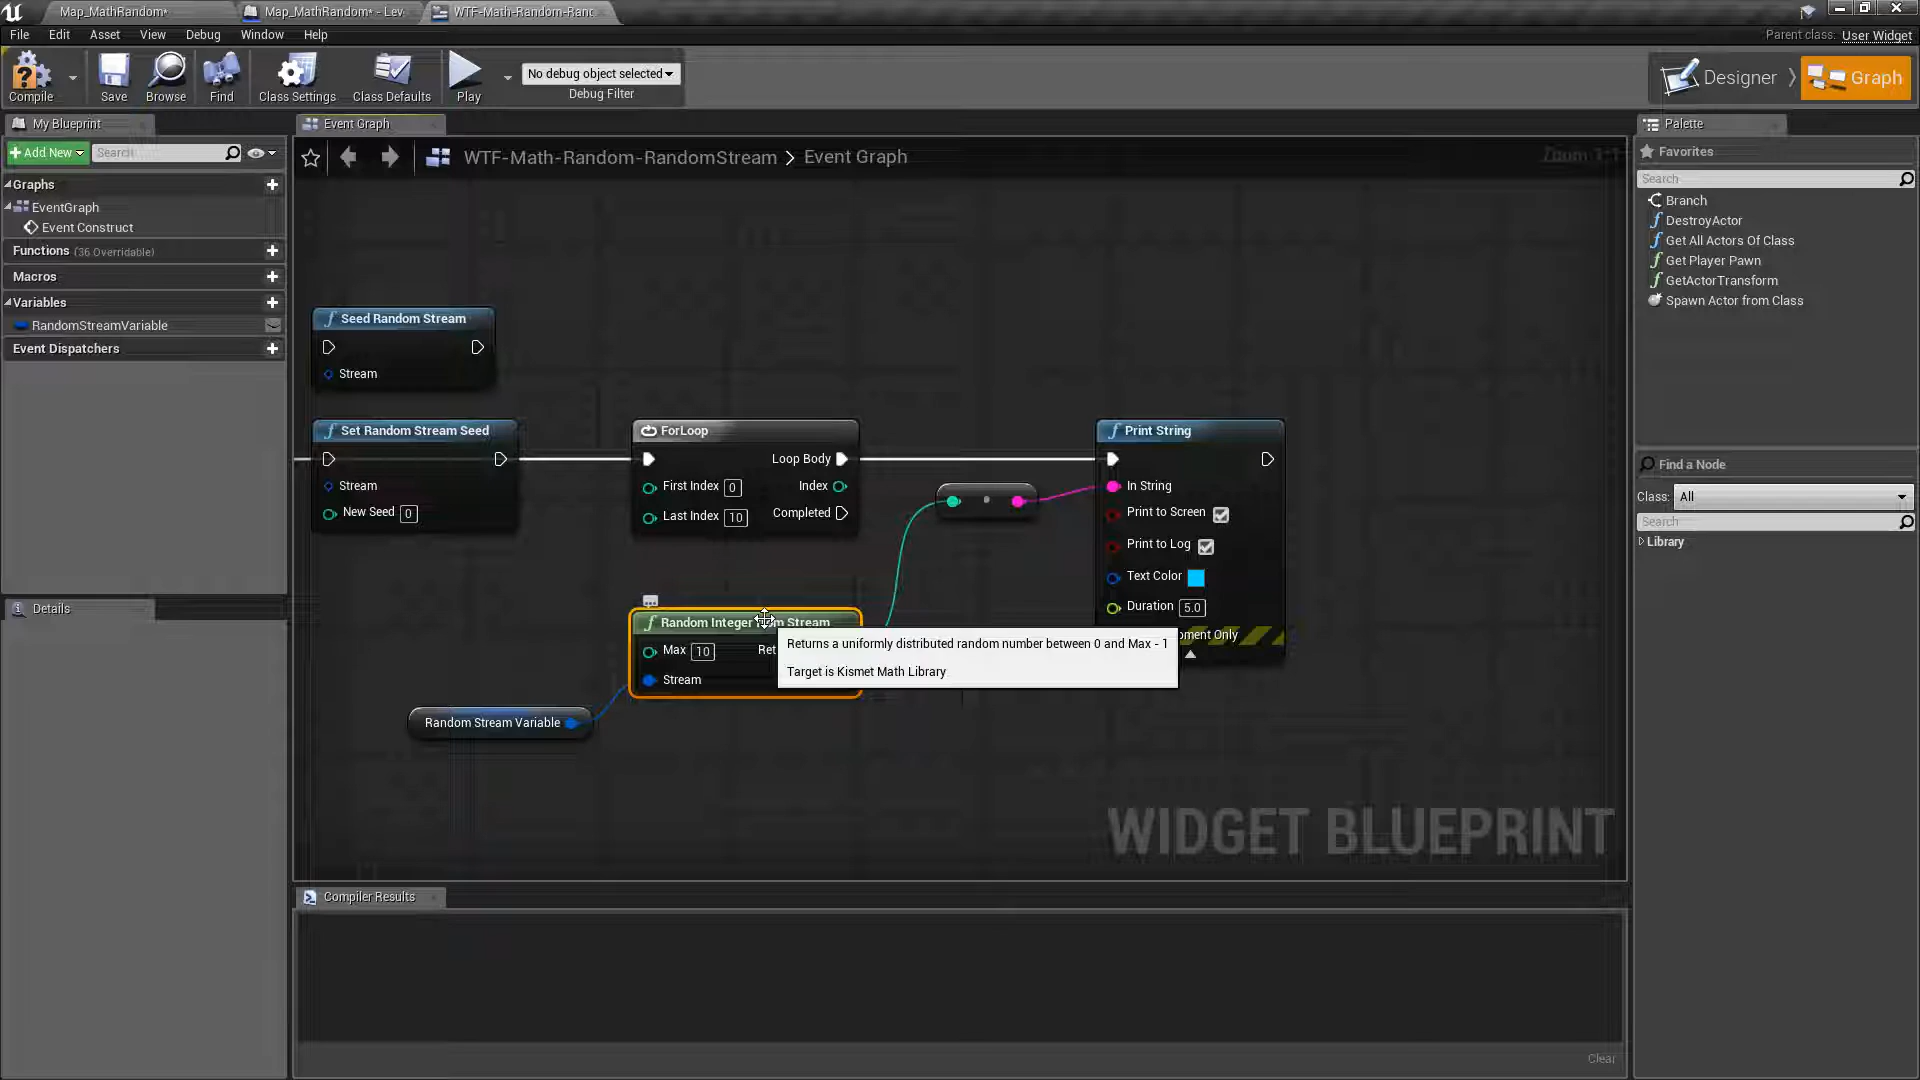 Map_MathRandom*
Map_MathRandom* - Lev
WTF-Math-Random-Ranc
File Edit Asset View Debug Window Help
Parent class: User Widget
Compile
Save
Browse
Find
Class Settings
Class Defaults
Play
No debug object selected
Debug Filter
Designer
Graph
My Blueprint
Add New
Search
Graphs
EventGraph
Event Construct
Functions (36 Overridable)
Macros
Variables
RandomStreamVariable
Event Dispatchers
Details
Event Graph
WTF-Math-Random-RandomStream > Event Graph
Zoom 1:1
Seed Random Stream
Stream
Set Random Stream Seed
Stream
New Seed 0
ForLoop
Loop Body
First Index 0
Index
Last Index 10
Completed
Print String
In String
Print to Screen
Print to Log
Text Color
Duration 5.0
pment Only
Random Integer
m Stream
Max 10
Ret
Stream
Returns a uniformly distributed random number between 0 and Max - 1
Target is Kismet Math Library
Random Stream Variable
WIDGET BLUEPRINT
Compiler Results
Clear
Palette
Favorites
Search
Branch
DestroyActor
Get All Actors Of Class
Get Player Pawn
GetActorTransform
Spawn Actor from Class
Find a Node
Class: All
Search
Library